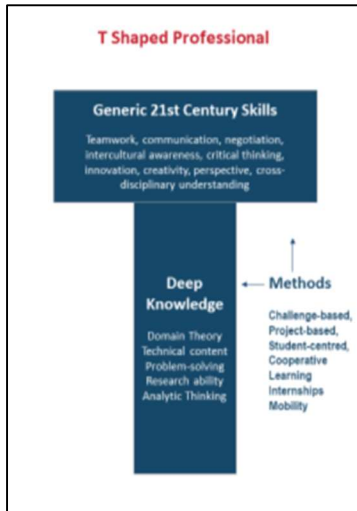 T Shaped Professional
Generic 21st Century Skills
Teamwork, communication, negotiation,
intercultural awareness, critical thinking,
innovation, creativity, perspective, cross-
disciplinary understanding
Deep
Knowledge
Domain Theory
Technical content
Problem-solving
Research ability
Analytic Thinking
Methods
Challenge-based,
Project-based,
Student-centred,
Cooperative
Learning
Internships
Mobility